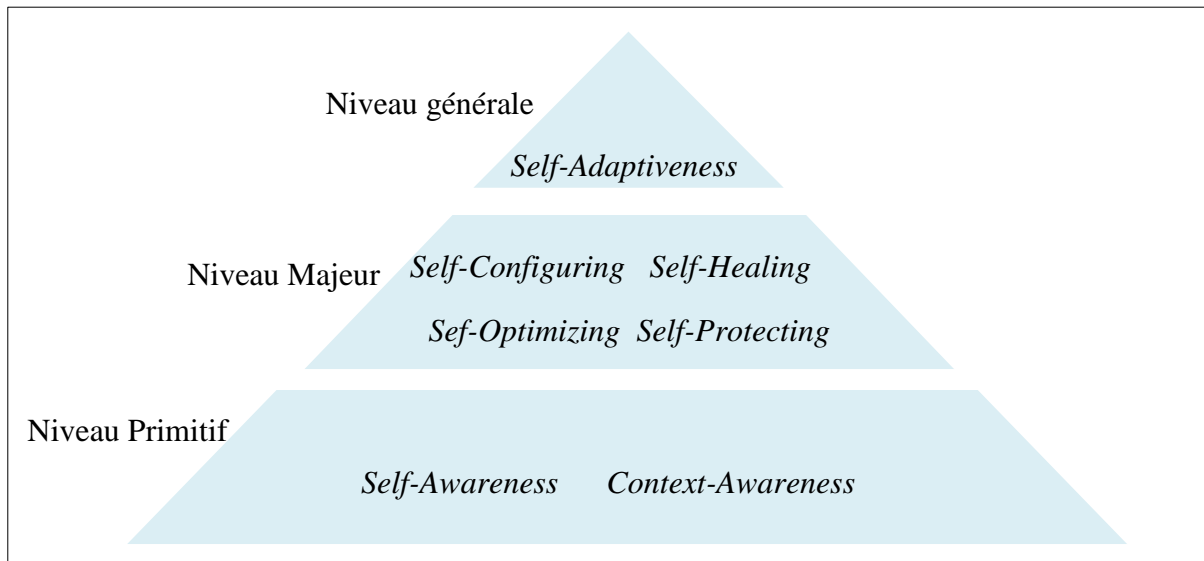 Niveau générale
Self-Adaptiveness
Niveau Majeur
Self-Configuring Self-Healing
Sef-Optimizing Self-Protecting
Niveau Primitif
Self-Awareness Context-Awareness